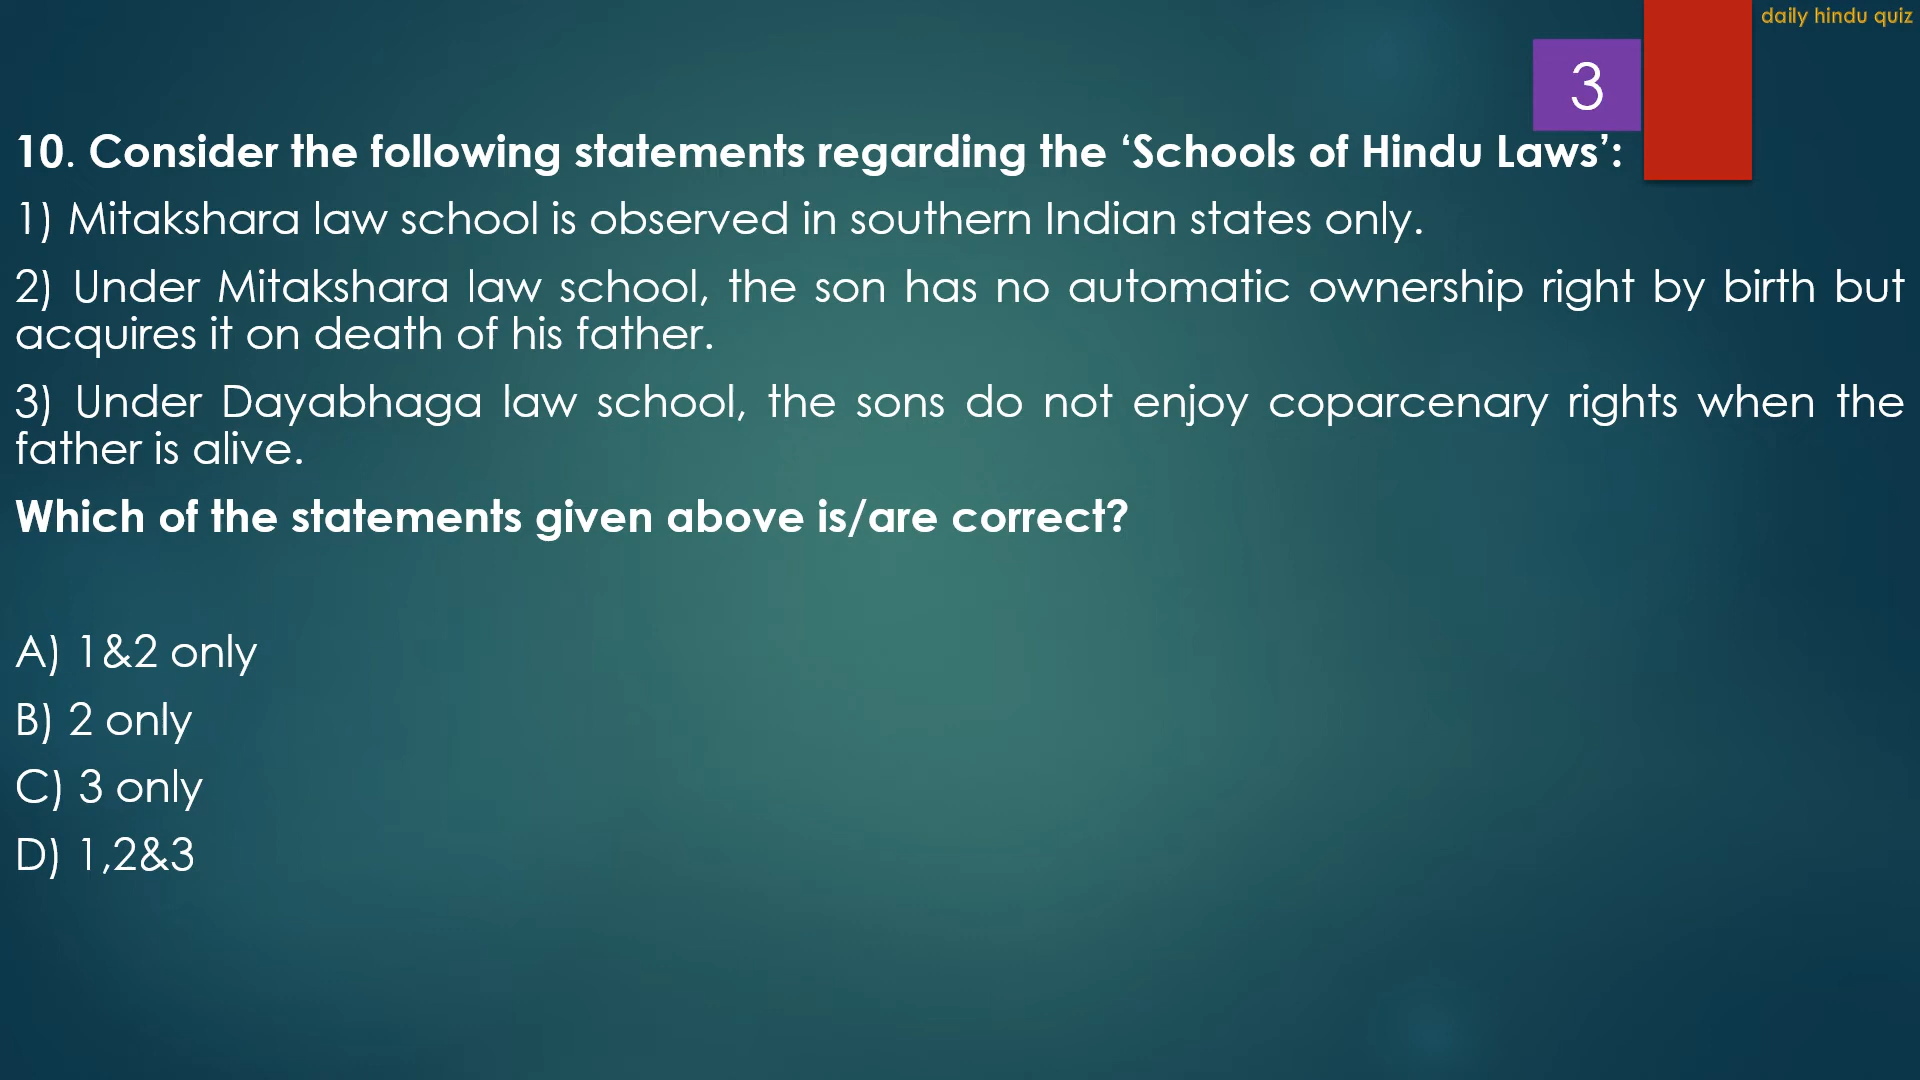 daily hindu quiz
3
10. Consider the following statements regarding the ‘Schools of Hindu Laws’:
1) Mitakshara law school is observed in southern Indian states only.
2) Under Mitakshara law school, the son has no automatic ownership right by birth but
acquires it on death of his father.
3) Under Dayabhaga law school, the sons do not enjoy coparcenary rights when the
father is alive.
Which of the statements given above is/are correct?
A) 1&2 only
B) 2 only
C) 3 only
D) 1,2&3